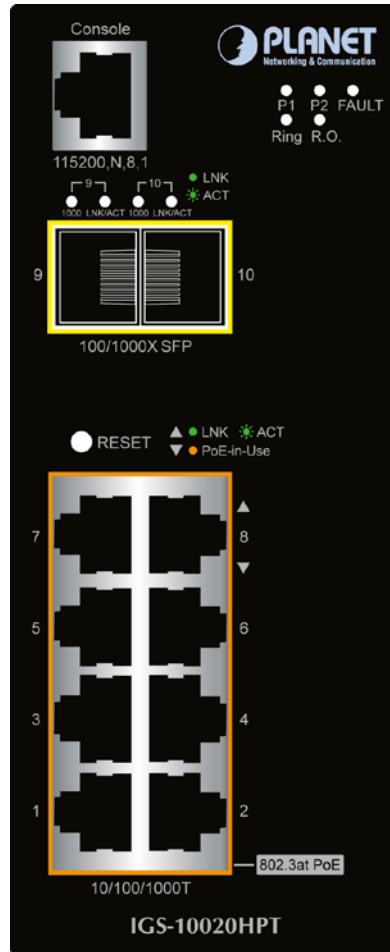 Console
PLANET
Networking & Communication
P1 P2 FAULT
Ring R.O.
115200,N,8,1
9 10 LNK
ACT
1000 LNK/ACT 1000 LNK/ACT
9 10
100/1000X SFP
RESET
LNK ACT
PoE-in-Use
7 8
5 6
3 4
1 2
802.3at PoE
10/100/1000T
IGS-10020HPT